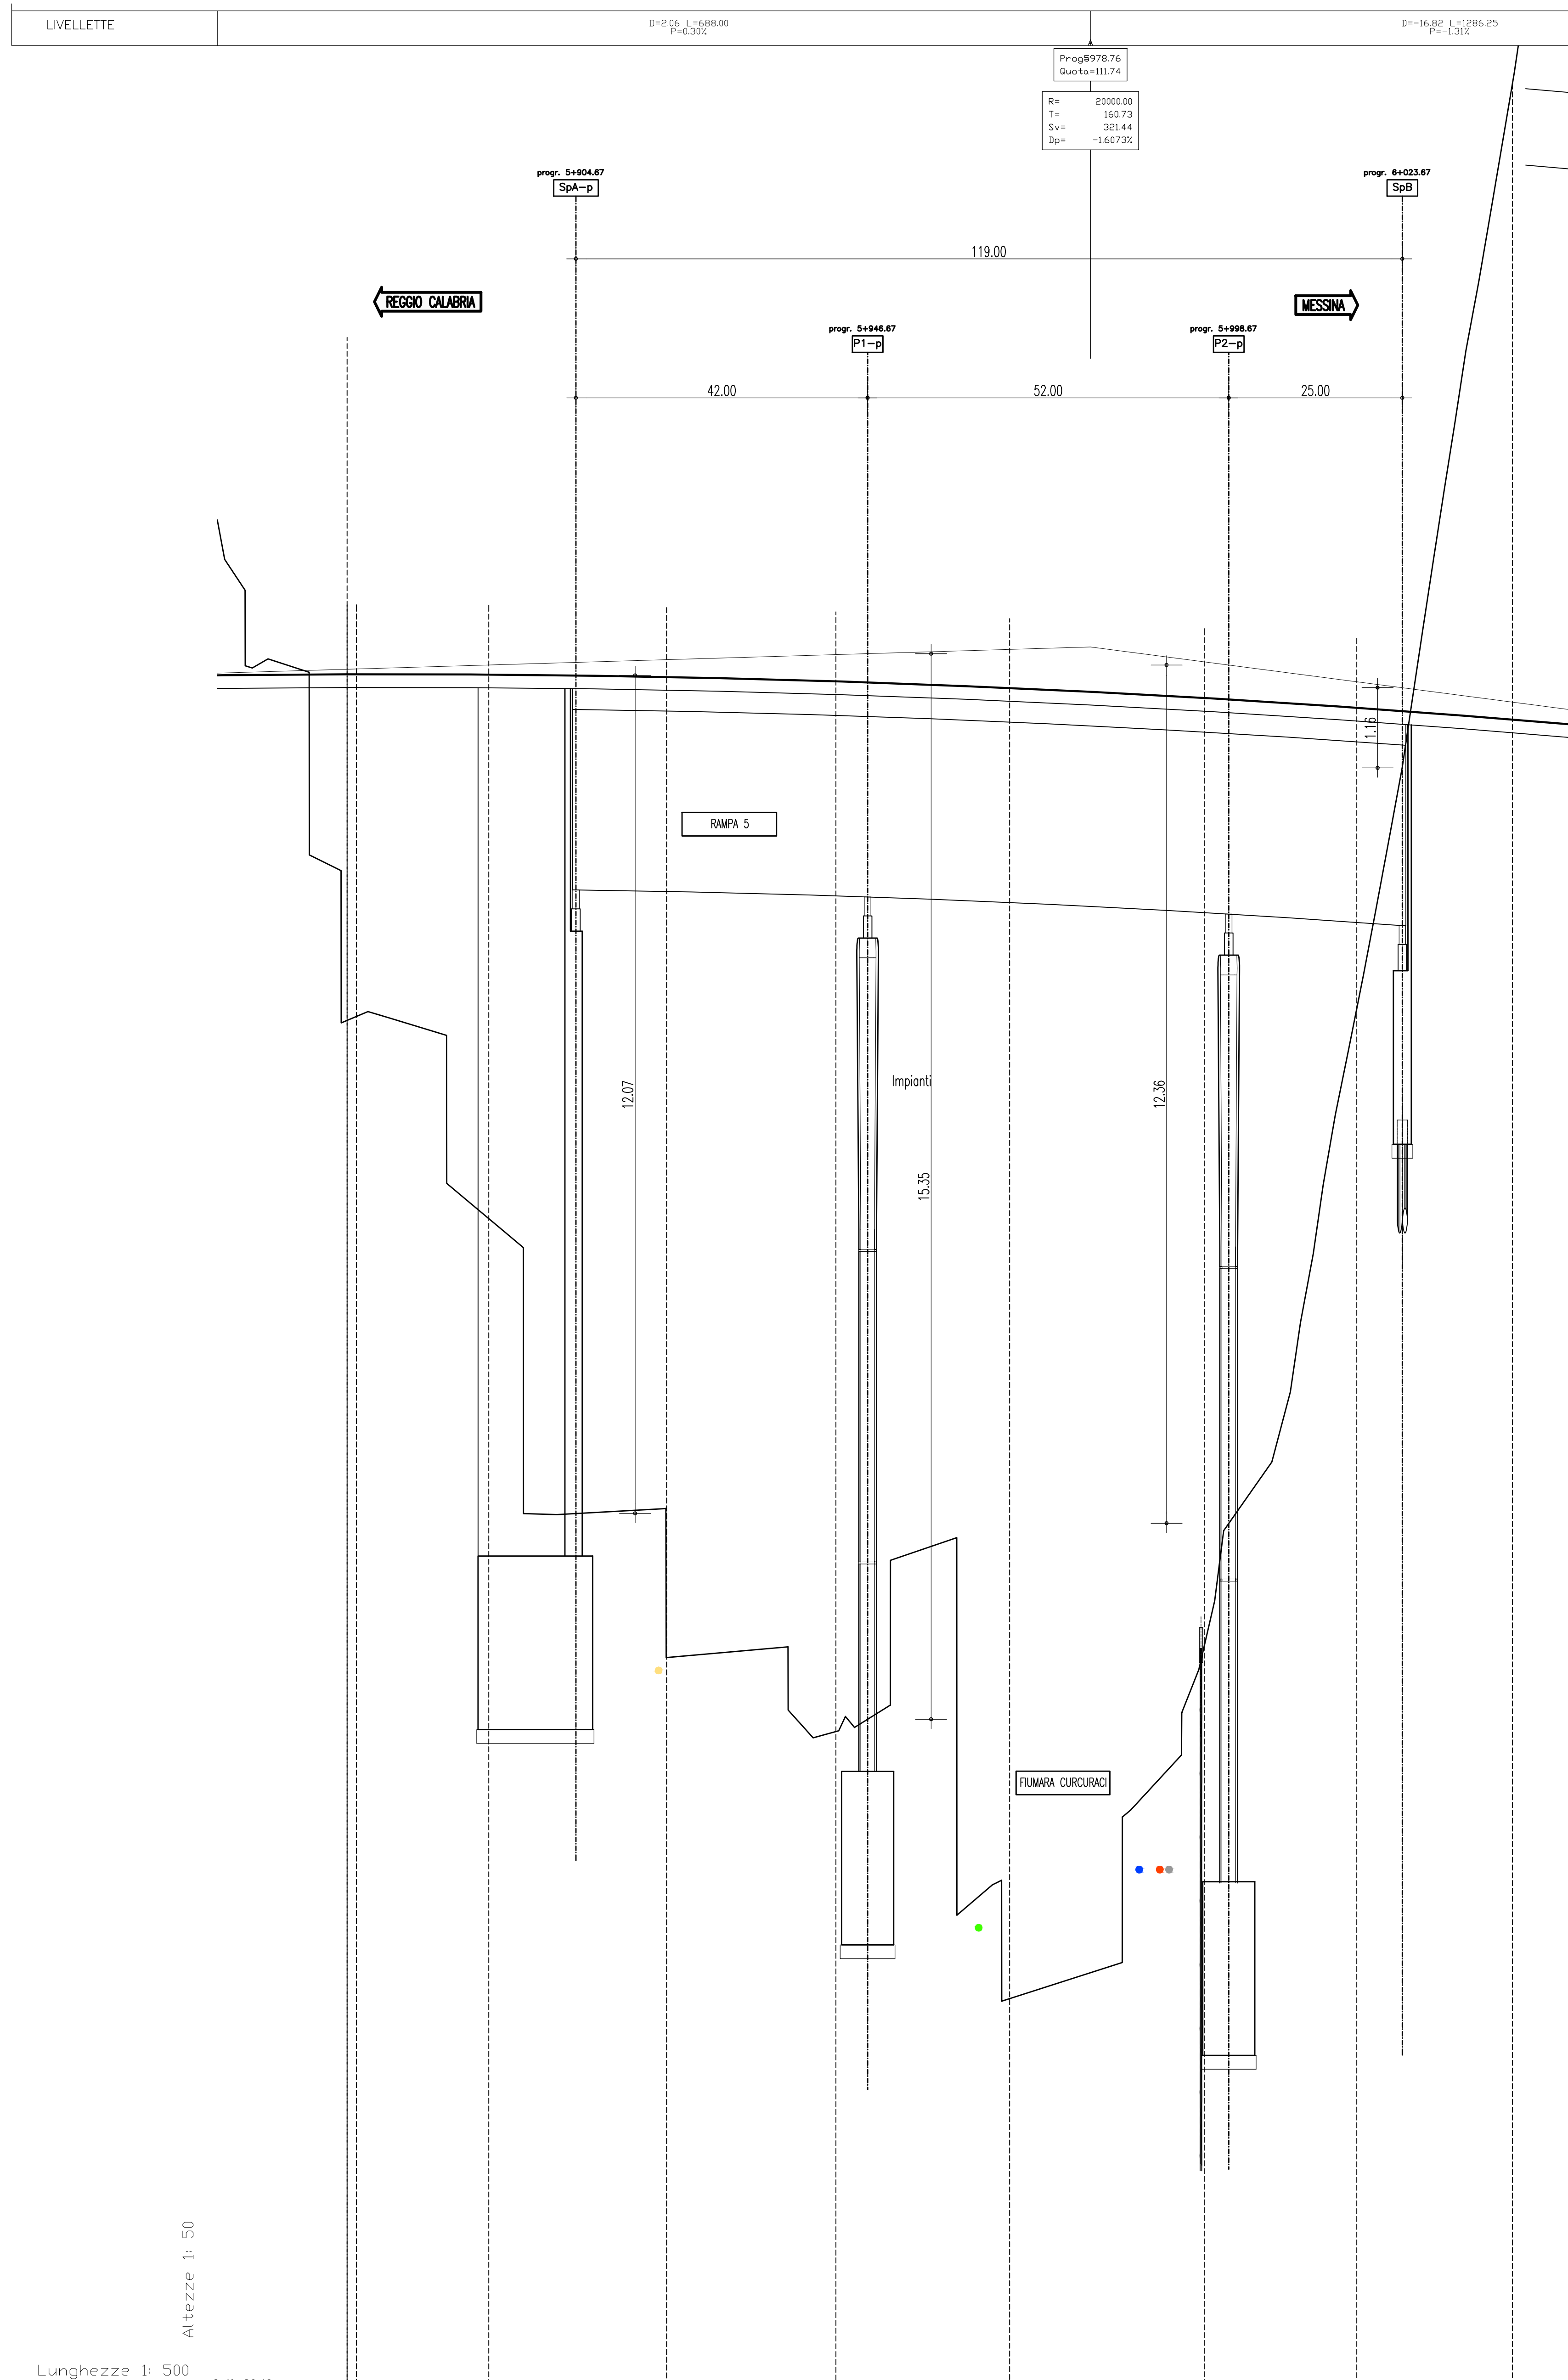 LIVELLETTE
D=2.06 L=688.00
P=0.30%
D=-16.82 L=1286.25
P=-1.31%
Prog5978.76
Quota=111.74
R= 20000.00
T= 160.73
Sv= 321.44
Dp= -1.6073%
progr. 5+904.67
SpA-p
progr. 6+023.67
SpB
119.00
REGGIO CALABRIA
MESSINA
progr. 5+946.67
P1-p
progr. 5+998.67
P2-p
42.00
52.00
25.00
1.16
RAMPA 5
Impianti
12.07
12.36
15.35
FIUMARA CURCURACI
Altezze 1: 50
Lunghezze 1: 500